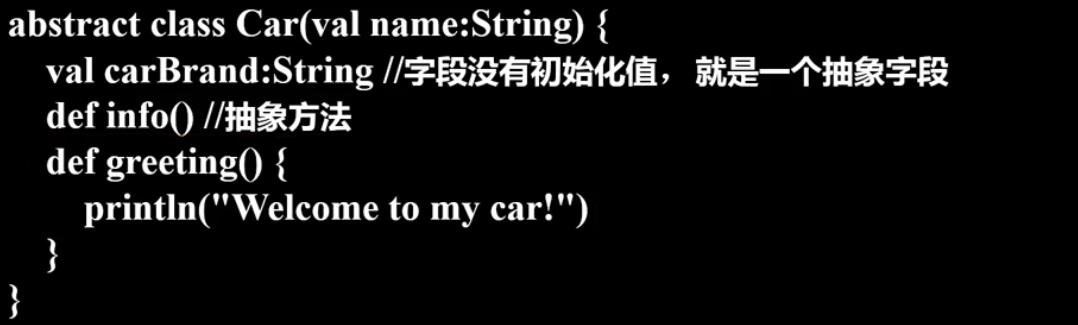 abstract class Car(val name:String) {
    val carBrand:String //字段没有初始化值，就是一个抽象字段
    def info() //抽象方法
    def greeting() {
        println("Welcome to my car!")
    }
}